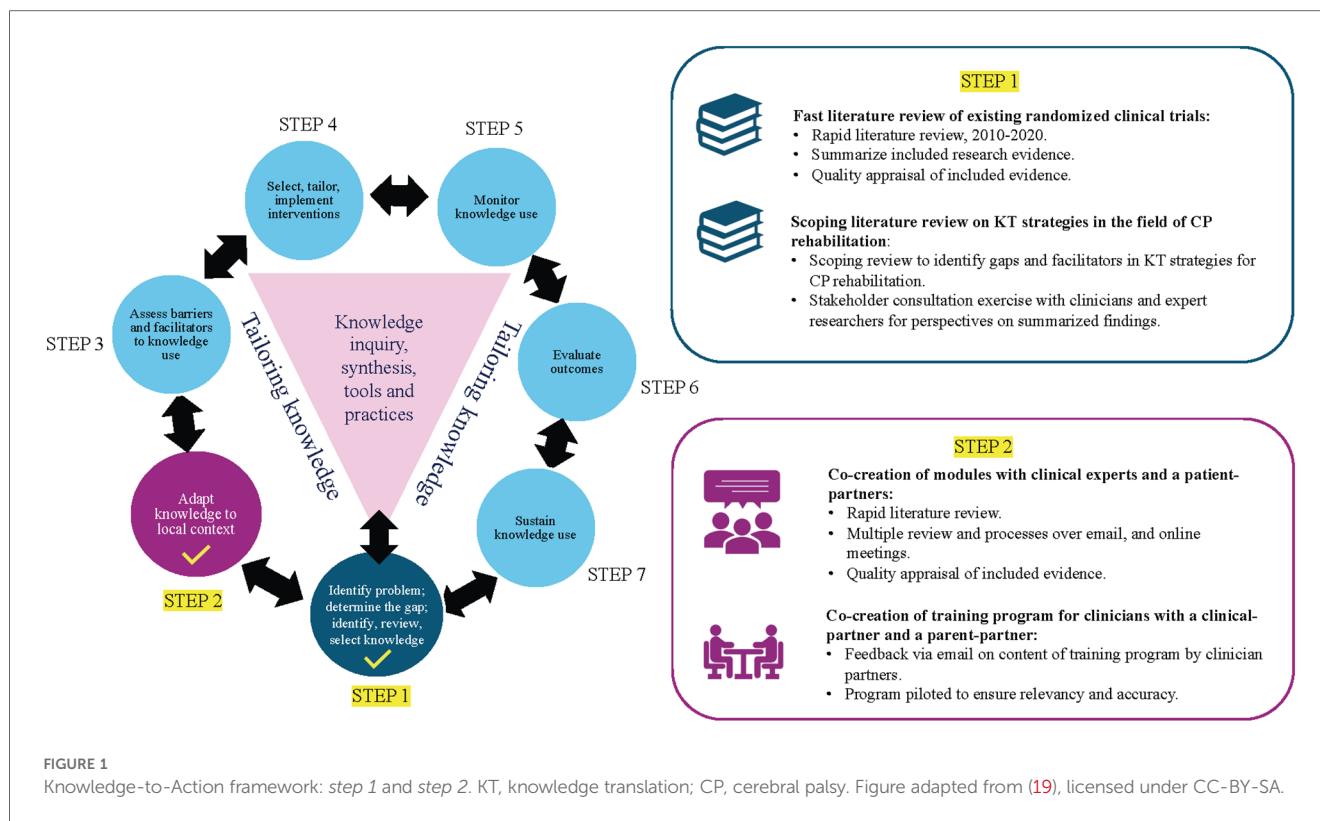 STEP 4
STEP 5
Select, tailor,
implement
interventions
Monitor
knowledge use
STEP 3
Assess barriers
and facilitators
to knowledge
use
Tailoring knowledge
Knowledge
inquiry,
synthesis,
tools and
practices
Tailoring knowledge
Evaluate
outcomes
STEP 6
Adapt
knowledge to
local context
STEP 2
Identify problem;
determine the gap;
identify, review,
select knowledge
STEP 1
Sustain
knowledge use
STEP 7
STEP 1
Fast literature review of existing randomized clinical trials:
• Rapid literature review, 2010-2020.
• Summarize included research evidence.
• Quality appraisal of included evidence.
Scoping literature review on KT strategies in the field of CP
rehabilitation:
• Scoping review to identify gaps and facilitators in KT strategies for
CP rehabilitation.
• Stakeholder consultation exercise with clinicians and expert
researchers for perspectives on summarized findings.
STEP 2
Co-creation of modules with clinical experts and a patient-
partners:
• Rapid literature review.
• Multiple review and processes over email, and online
meetings.
• Quality appraisal of included evidence.
Co-creation of training program for clinicians with a clinical-
partner and a parent-partner:
• Feedback via email on content of training program by clinician
partners.
• Program piloted to ensure relevancy and accuracy.
FIGURE 1
Knowledge-to-Action framework: step 1 and step 2. KT, knowledge translation; CP, cerebral palsy. Figure adapted from (19), licensed under CC-BY-SA.